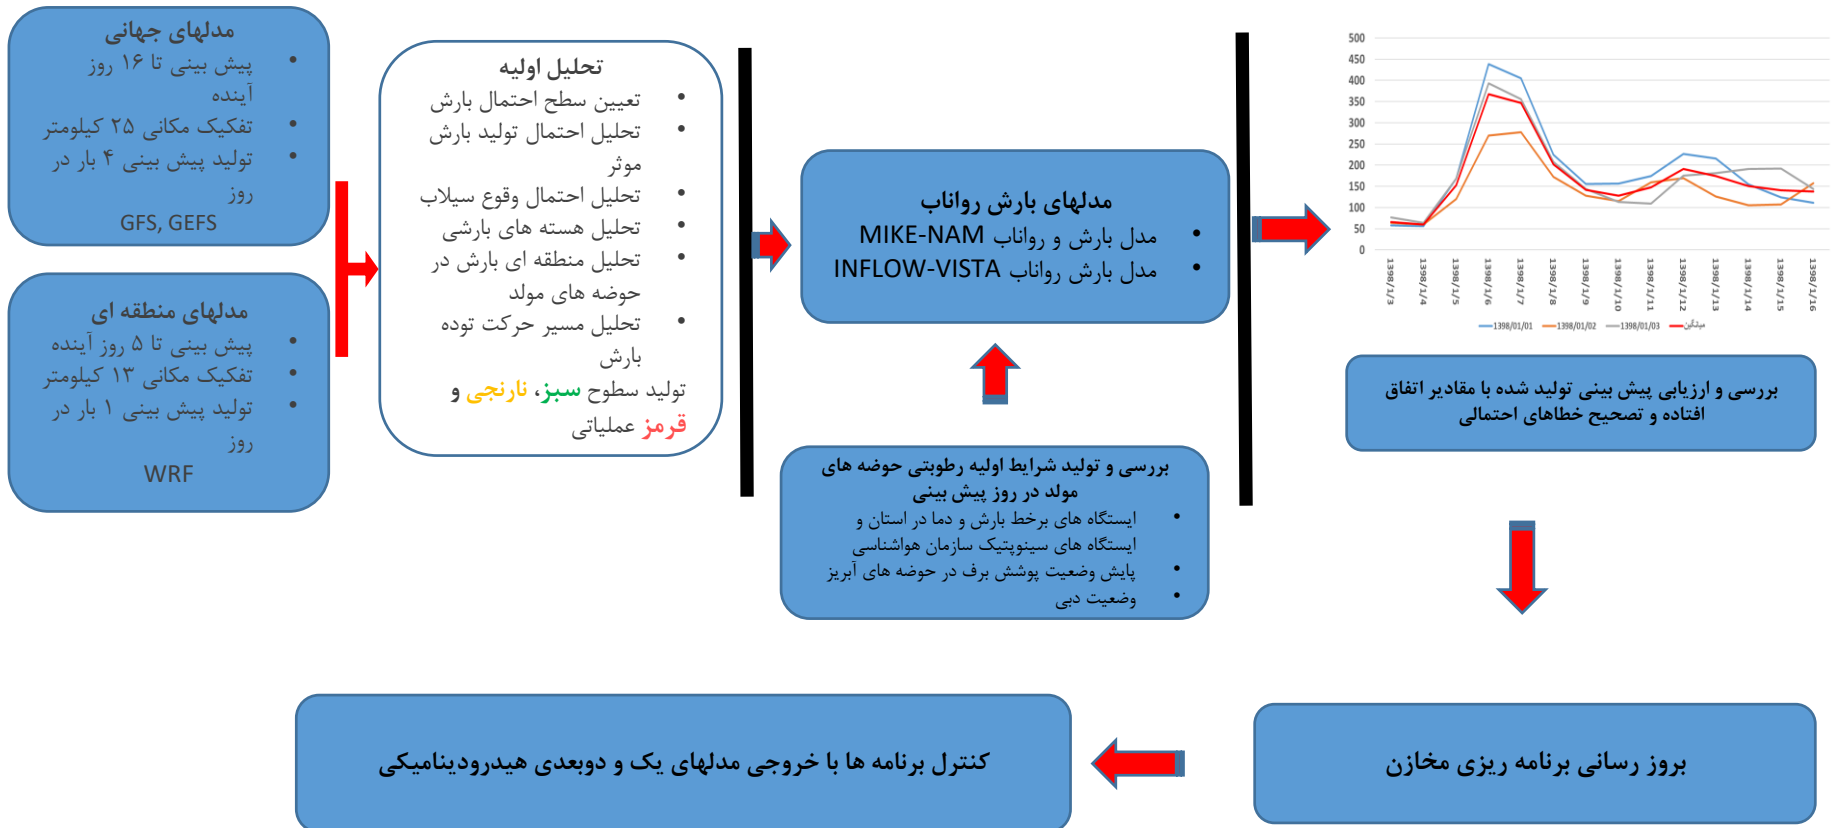 مدلهای جهانی
• پیش بینی تا ۱۶ روز
آینده
• تفکیک مکانی ۲۵ کیلومتر
• تولید پیش بینی ۴ بار در
روز
GFS, GEFS
مدلهای منطقه ای
• پیش بینی تا ۵ روز آینده
• تفکیک مکانی ۱۳ کیلومتر
• تولید پیش بینی ۱ بار در
روز
WRF
تحلیل اولیه
• تعیین سطح احتمال بارش
• تحلیل احتمال تولید بارش
موثر
• تحلیل احتمال وقوع سیلاب
• تحلیل هسته های بارشی
• تحلیل منطقه ای بارش در
حوضه های مولد
• تحلیل مسیر حرکت توده
بارش
تولید سطوح سبز، نارنجی و
قرمز عملیاتی
مدلهای بارش رواناب
• مدل بارش و رواناب MIKE-NAM
• مدل بارش رواناب INFLOW-VISTA
بررسی و تولید شرایط اولیه رطوبتی حوضه های
مولد در روز پیش بینی
• ایستگاه های برخط بارش و دما در استان و
ایستگاه های سینوپتیک سازمان هواشناسی
• پایش وضعیت پوشش برف در حوضه های آبریز
• وضعیت دبی
500
450
400
350
300
250
200
150
100
50
0
1398/1/3
1398/1/4
1398/1/5
1398/1/6
1398/1/7
1398/1/8
1398/1/9
1398/1/10
1398/1/11
1398/1/12
1398/1/13
1398/1/14
1398/1/15
1398/1/16
1398/01/01 1398/01/02 1398/01/03 میانگین
بررسی و ارزیابی پیش بینی تولید شده با مقادیر اتفاق
افتاده و تصحیح خطاهای احتمالی
بروز رسانی برنامه ریزی مخازن
کنترل برنامه ها با خروجی مدلهای یک و دوبعدی هیدرودینامیکی